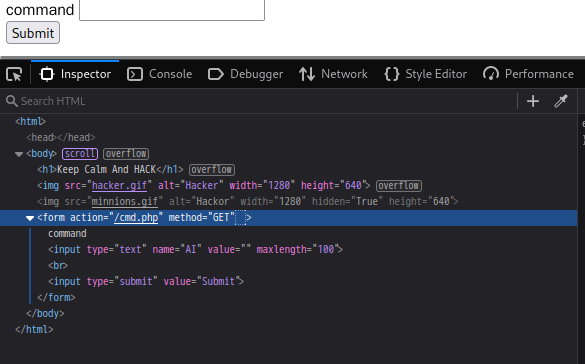 command
Submit
Inspector Console Debugger Network Style Editor Performance
Search HTML
<html>
<head></head>
<body> scroll overflow
<h1>Keep Calm And HACK</h1> overflow
<img src="hacker.gif" alt="Hacker" width="1280" height="640"> overflow
<img src="minnions.gif" alt="Hackor" width="1280" hidden="True" height="640">
<form action="/cmd.php" method="GET" >
command
<input type="text" name="AI" value="" maxlength="100">
<br>
<input type="submit" value="Submit">
</form>
</body>
</html>